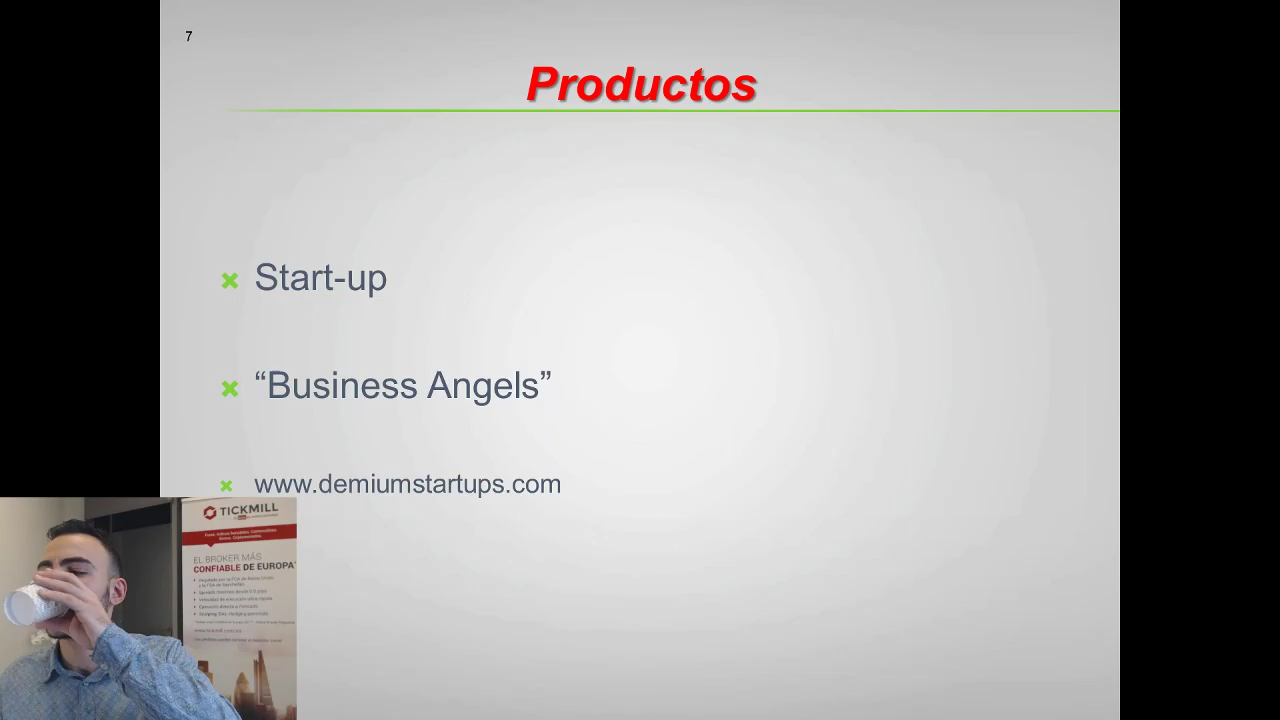 7
Productos
Start-up
“Business Angels”
www.demiumstartups.com
TICKMILL
EL BROKER MÁS
CONFIABLE DE EUROPA*